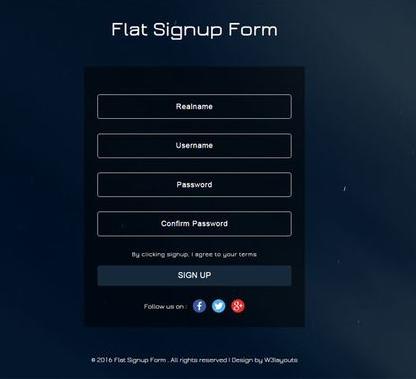 Flat Signup Form
Realname
Username
Password
Confirm Password
By clicking signup, I agree to your terms
SIGN UP
Follow us on :
© 2016 Flat Signup Form . All rights reserved | Design by W3layouts